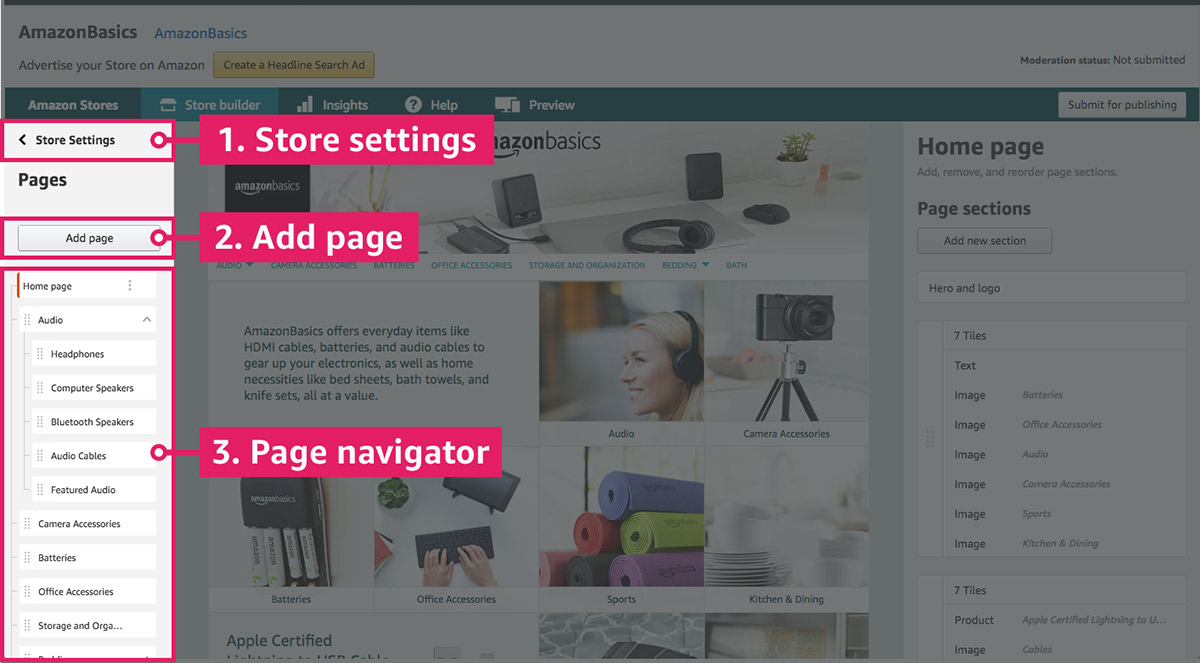 AmazonBasics AmazonBasics
Advertise your Store on Amazon Create a Headline Search Ad
Moderation status: Not submitted
Amazon Stores Store builder Insights Help Preview Submit for publishing
Store Settings
1. Store settings
Pages
Add page
2. Add page
Home page
Audio
Headphones
Computer Speakers
Bluetooth Speakers
Audio Cables
3. Page navigator
Featured Audio
Camera Accessories
Batteries
Office Accessories
Storage and Orga...
amazonbasics
amazonbasics
AUDIO CAMERA ACCESSORIES BATTERIES OFFICE ACCESSORIES STORAGE AND ORGANIZATION BEDDING BATH
AmazonBasics offers everyday items like
HDMI cables, batteries, and audio cables to
gear up your electronics, as well as home
necessities like bed sheets, bath towels, and
knife sets, all at a value.
Audio
Camera Accessories
amazonbasics
amazon
amazon
amazon
Batteries
Office Accessories
Sports
Kitchen & Dining
Apple Certified
Lightning to USB Cable
Home page
Add, remove, and reorder page sections.
Page sections
Add new section
Hero and logo
7 Tiles
Text
Image Batteries
Image Office Accessories
Image Audio
Image Camera Accessories
Image Sports
Image Kitchen & Dining
7 Tiles
Product Apple Certified Lightning to U...
Image Cables